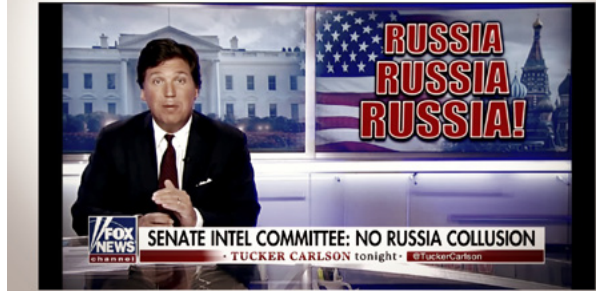 RUSSIA
RUSSIA
RUSSIA!
FOX
NEWS
channel
SENATE INTEL COMMITTEE: NO RUSSIA COLLUSION
• TUCKER CARLSON tonight •
@TuckerCarlson